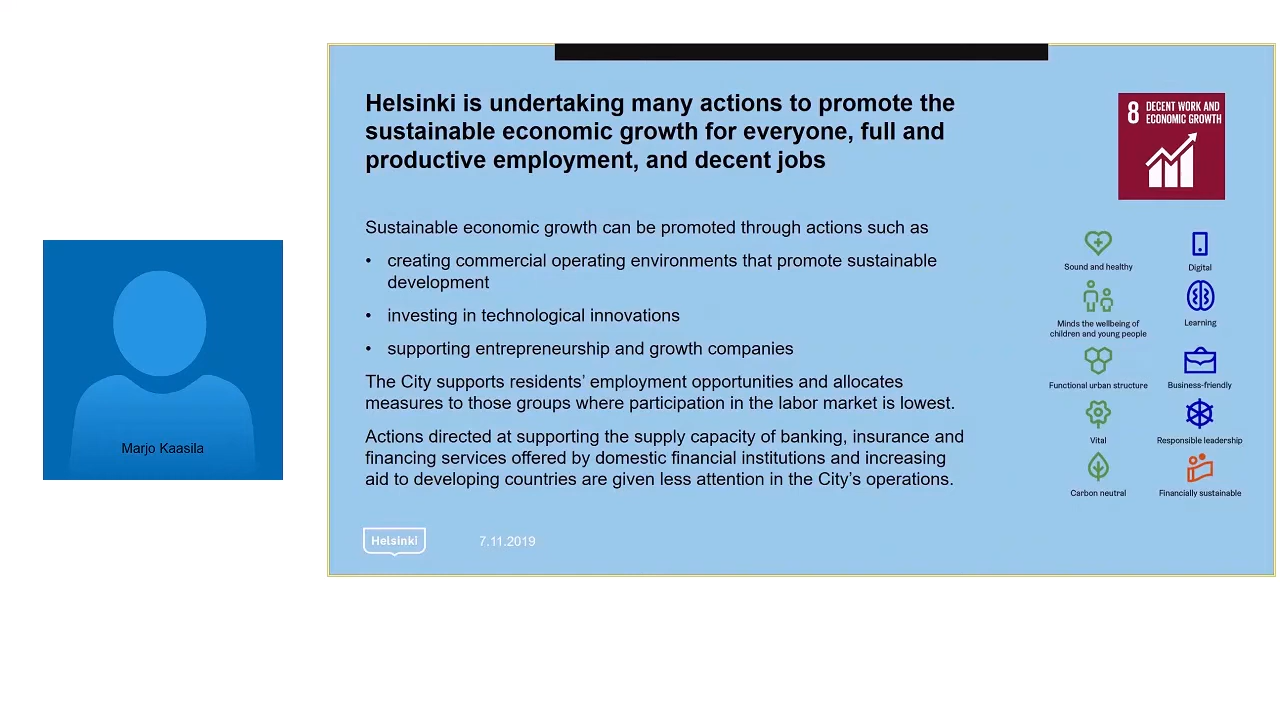 Helsinki is undertaking many actions to promote the
sustainable economic growth for everyone, full and
productive employment, and decent jobs
8 DECENT WORK AND
ECONOMIC GROWTH
Sustainable economic growth can be promoted through actions such as
• creating commercial operating environments that promote sustainable
development
• investing in technological innovations
• supporting entrepreneurship and growth companies
The City supports residents’ employment opportunities and allocates
measures to those groups where participation in the labor market is lowest.
Actions directed at supporting the supply capacity of banking, insurance and
financing services offered by domestic financial institutions and increasing
aid to developing countries are given less attention in the City’s operations.
Sound and healthy
Digital
Minds the wellbeing of
children and young people
Learning
Functional urban structure
Business-friendly
Vital
Responsible leadership
Carbon neutral
Financially sustainable
Marjo Kaasila
Helsinki
7.11.2019